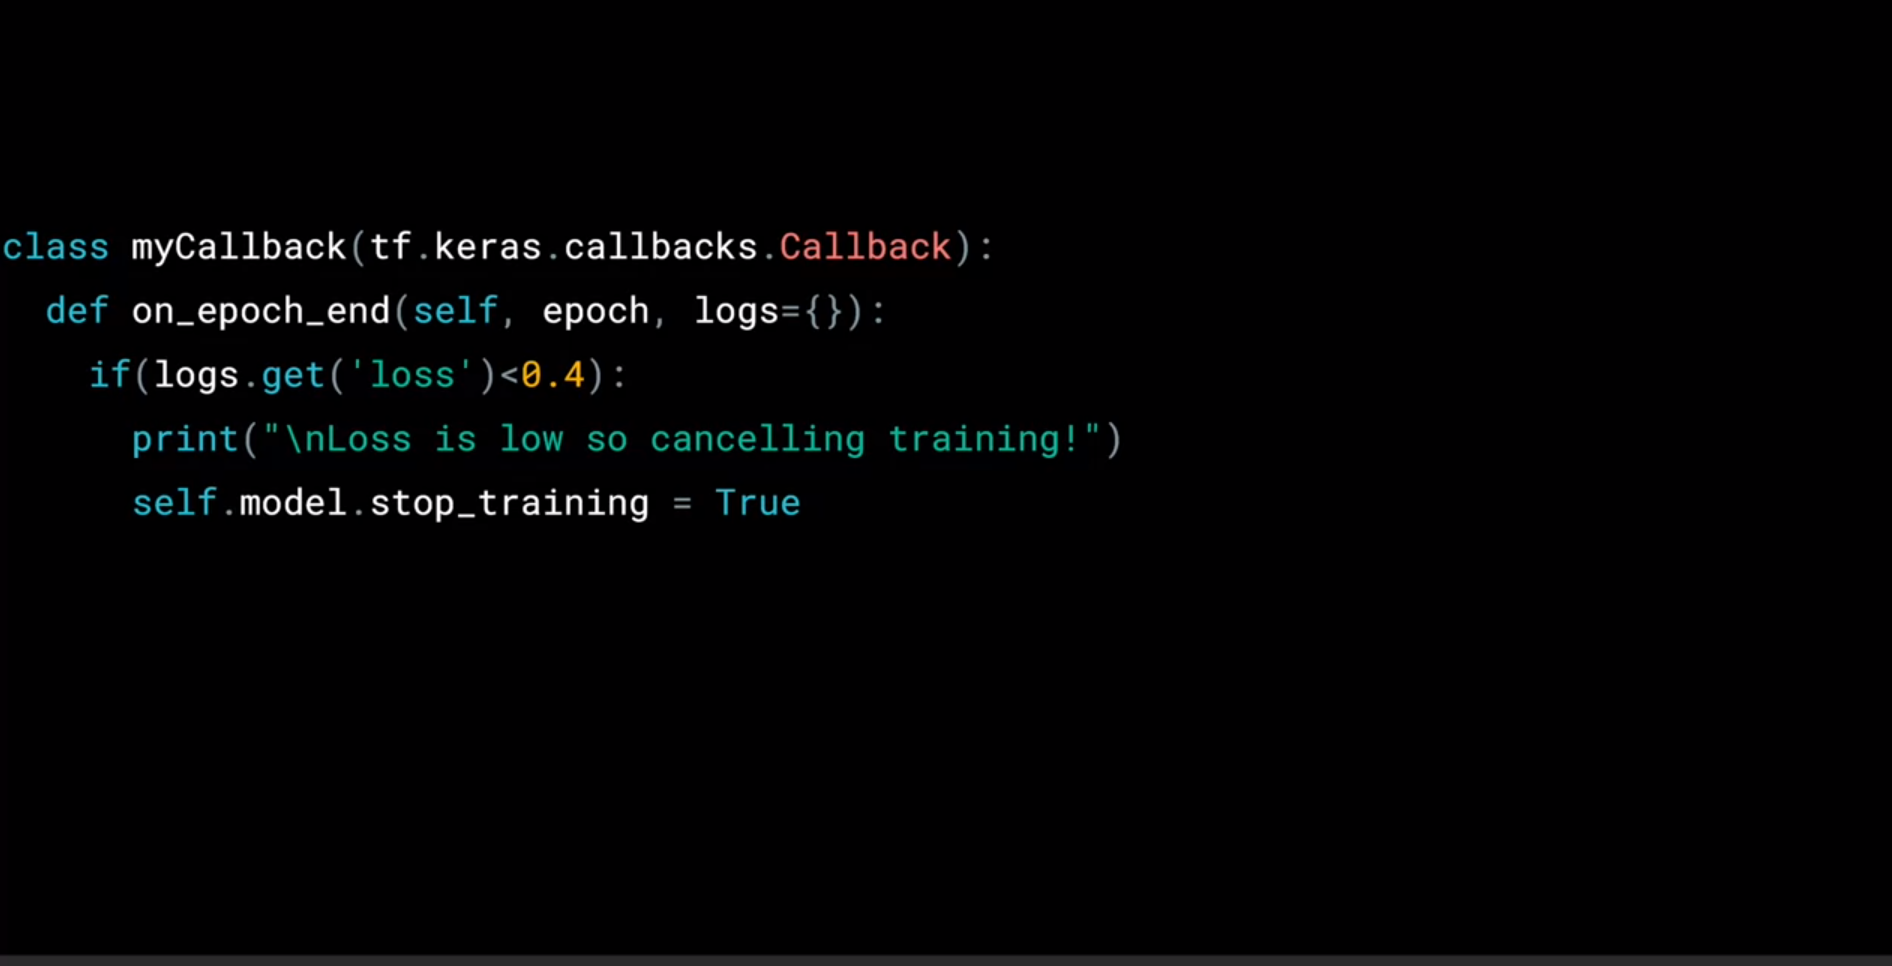 class myCallback(tf.keras.callbacks.Callback):
  def on_epoch_end(self, epoch, logs={}):
    if(logs.get('loss')<0.4):
      print("\nLoss is low so cancelling training!")
      self.model.stop_training = True